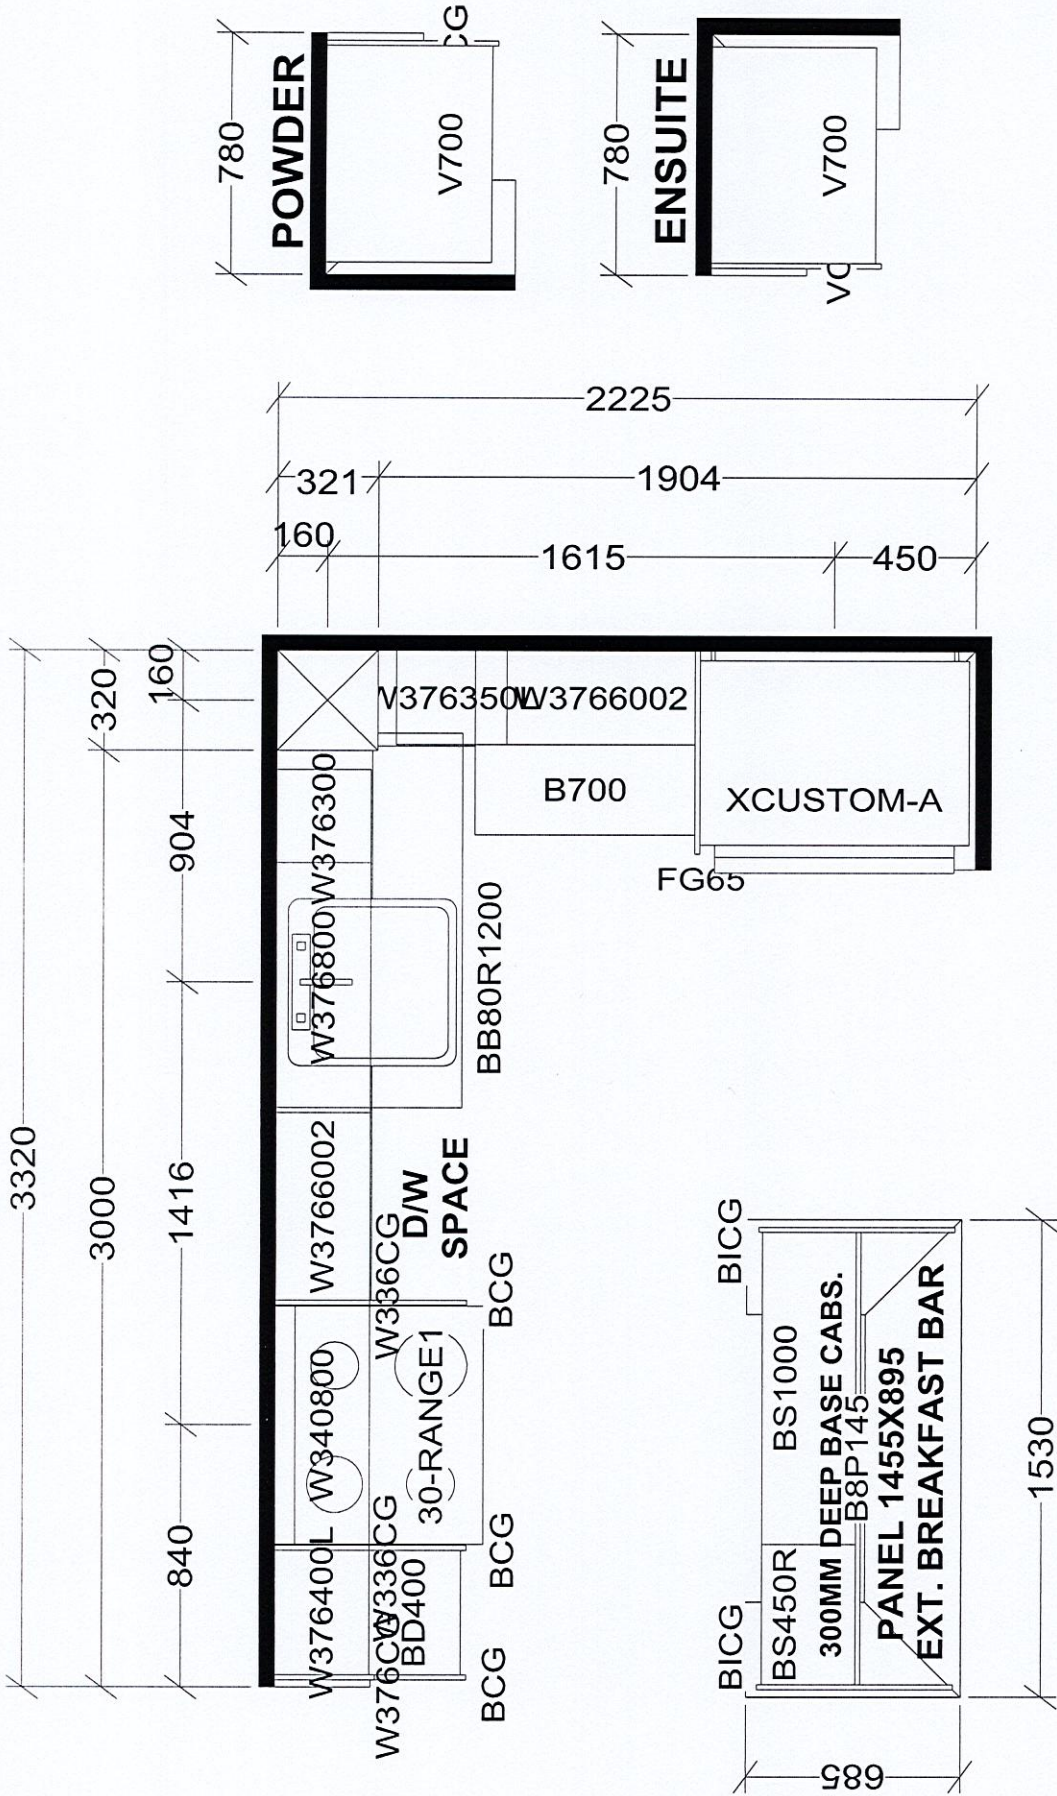 CG
780
POWDER
V700
780
ENSUITE
V700
VC
2225
321
1904
160
1615
450
3320
320
160
3000
904
1416
840
W376350L
W3766002
B700
XCUSTOM-A
FG65
W376300
W376800
BB80R1200
W3766002
D/W
SPACE
W336CG
BCG
W340800
30-RANGE1
W376400L
W336CG
BCG
BD400
W376CG
BCG
BICG
BS1000
300MM DEEP BASE CABS.
B8P145
PANEL 1455X895
EXT. BREAKFAST BAR
BS450R
BICG
1530
685